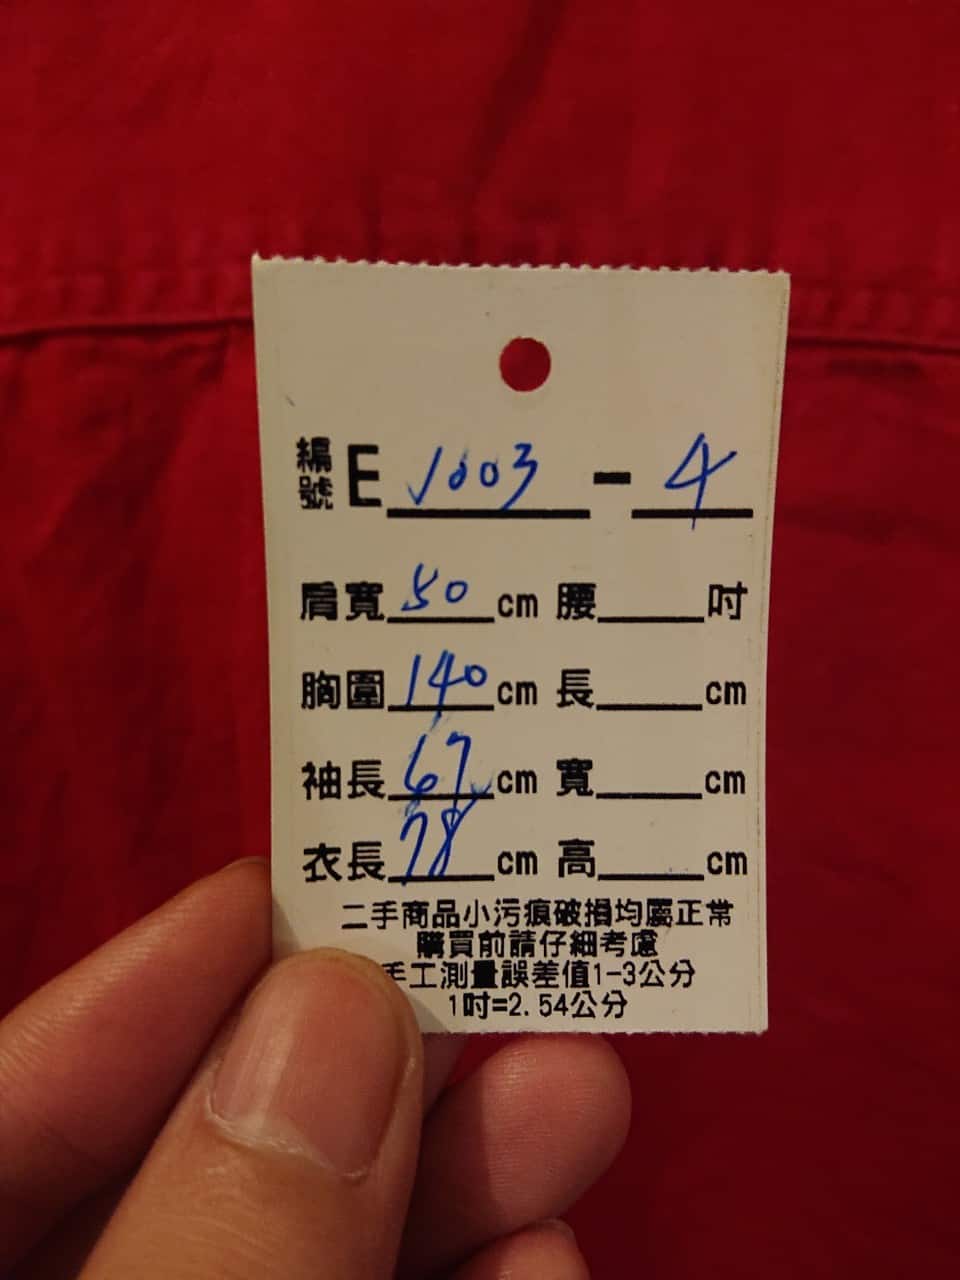 編號 E 1003 - 4
肩寬 50 cm 腰 吋
胸圍 140 cm 長 cm
袖長 67 cm 寬 cm
衣長 78 cm 高 cm
二手商品小污痕破損均屬正常
購買前請仔細考慮
手工測量誤差值1-3公分
1吋=2.54公分